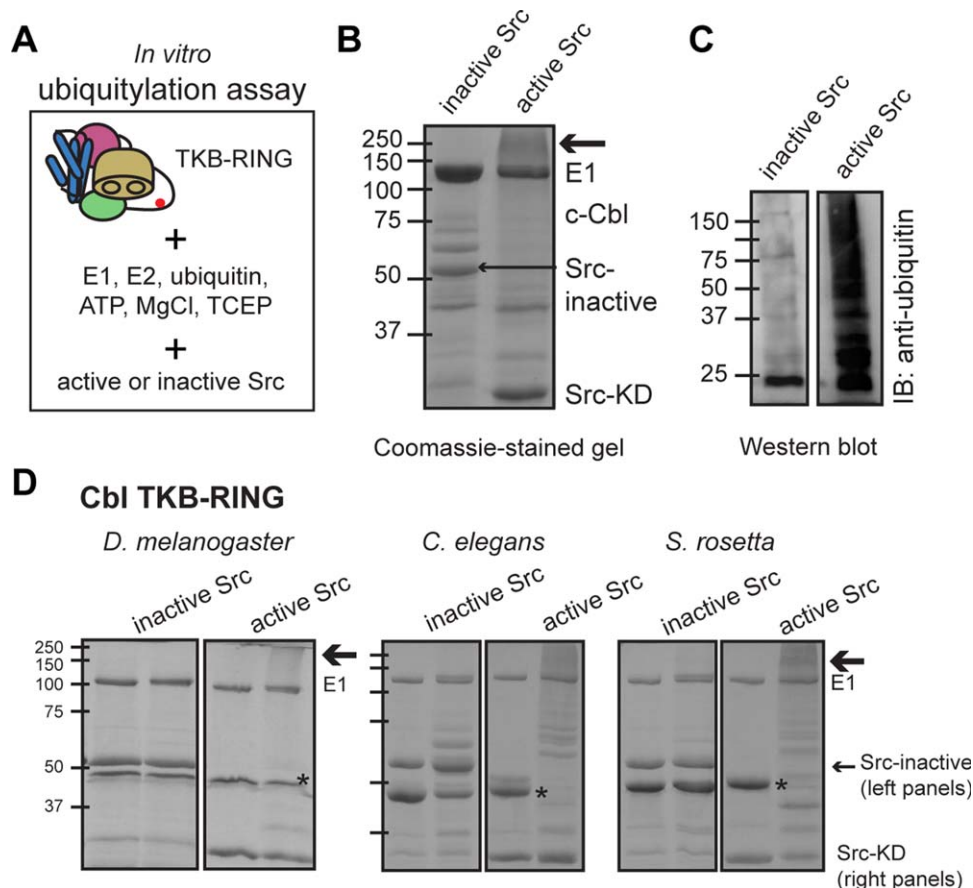 A
In vitro
ubiquitylation assay
TKB-RING
+
E1, E2, ubiquitin,
ATP, MgCl, TCEP
+
active or inactive Src
B
inactive Src
active Src
250
150
100
75
50
37
E1
c-Cbl
Src-
inactive
Src-KD
Coomassie-stained gel
C
inactive Src
active Src
150
75
50
37
25
IB: anti-ubiquitin
Western blot
D
Cbl TKB-RING
D. melanogaster
inactive Src
active Src
250
150
100
75
50
37
E1
*
C. elegans
inactive Src
active Src
*
S. rosetta
inactive Src
active Src
E1
*
Src-inactive
(left panels)
Src-KD
(right panels)